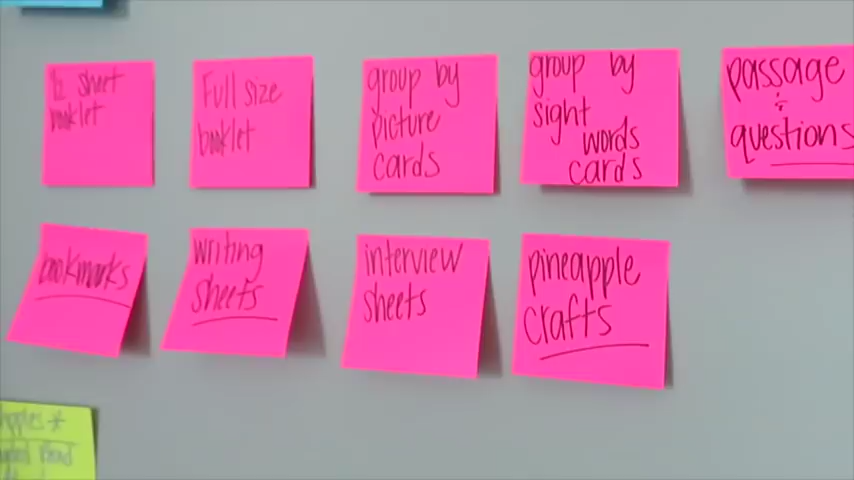 1/2 sheet
booklet
Full size
booklet
group by
picture
cards
group by
sight
words
cards
passage
&
questions
bookmarks
writing
sheets
interview
sheets
pineapple
crafts